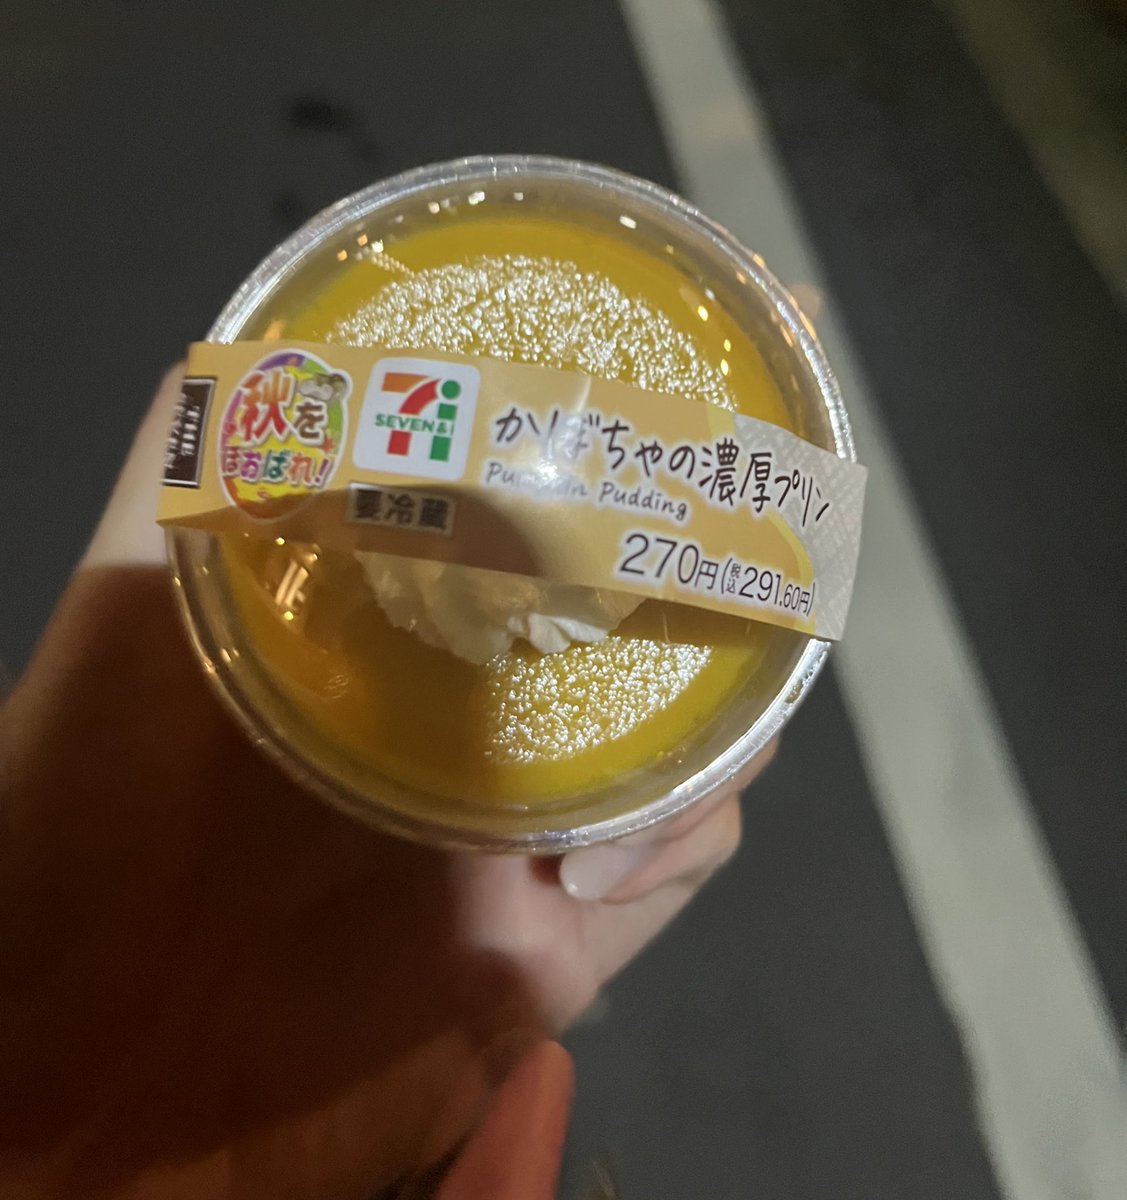 秋を
ほおばれ!
SEVEN&i
要冷蔵
かぼちゃの濃厚プリン
Pumpkin Pudding
270円(税込291.60円)